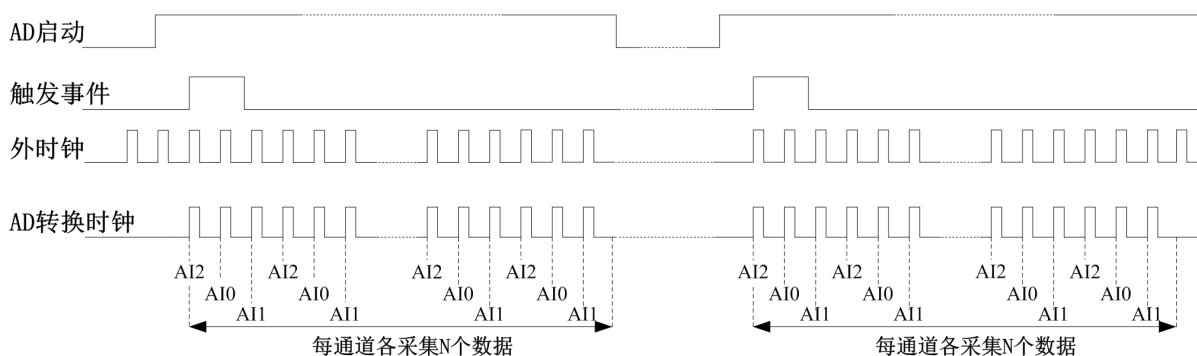 AD启动
触发事件
外时钟
AD转换时钟
AI2 AI2 AI2 AI2 AI2 AI2 AI2 AI2
AI0 AI0 AI0 AI0 AI0 AI0 AI0 AI0
AI1 AI1 AI1 AI1 AI1 AI1 AI1 AI1
每通道各采集N个数据 每通道各采集N个数据